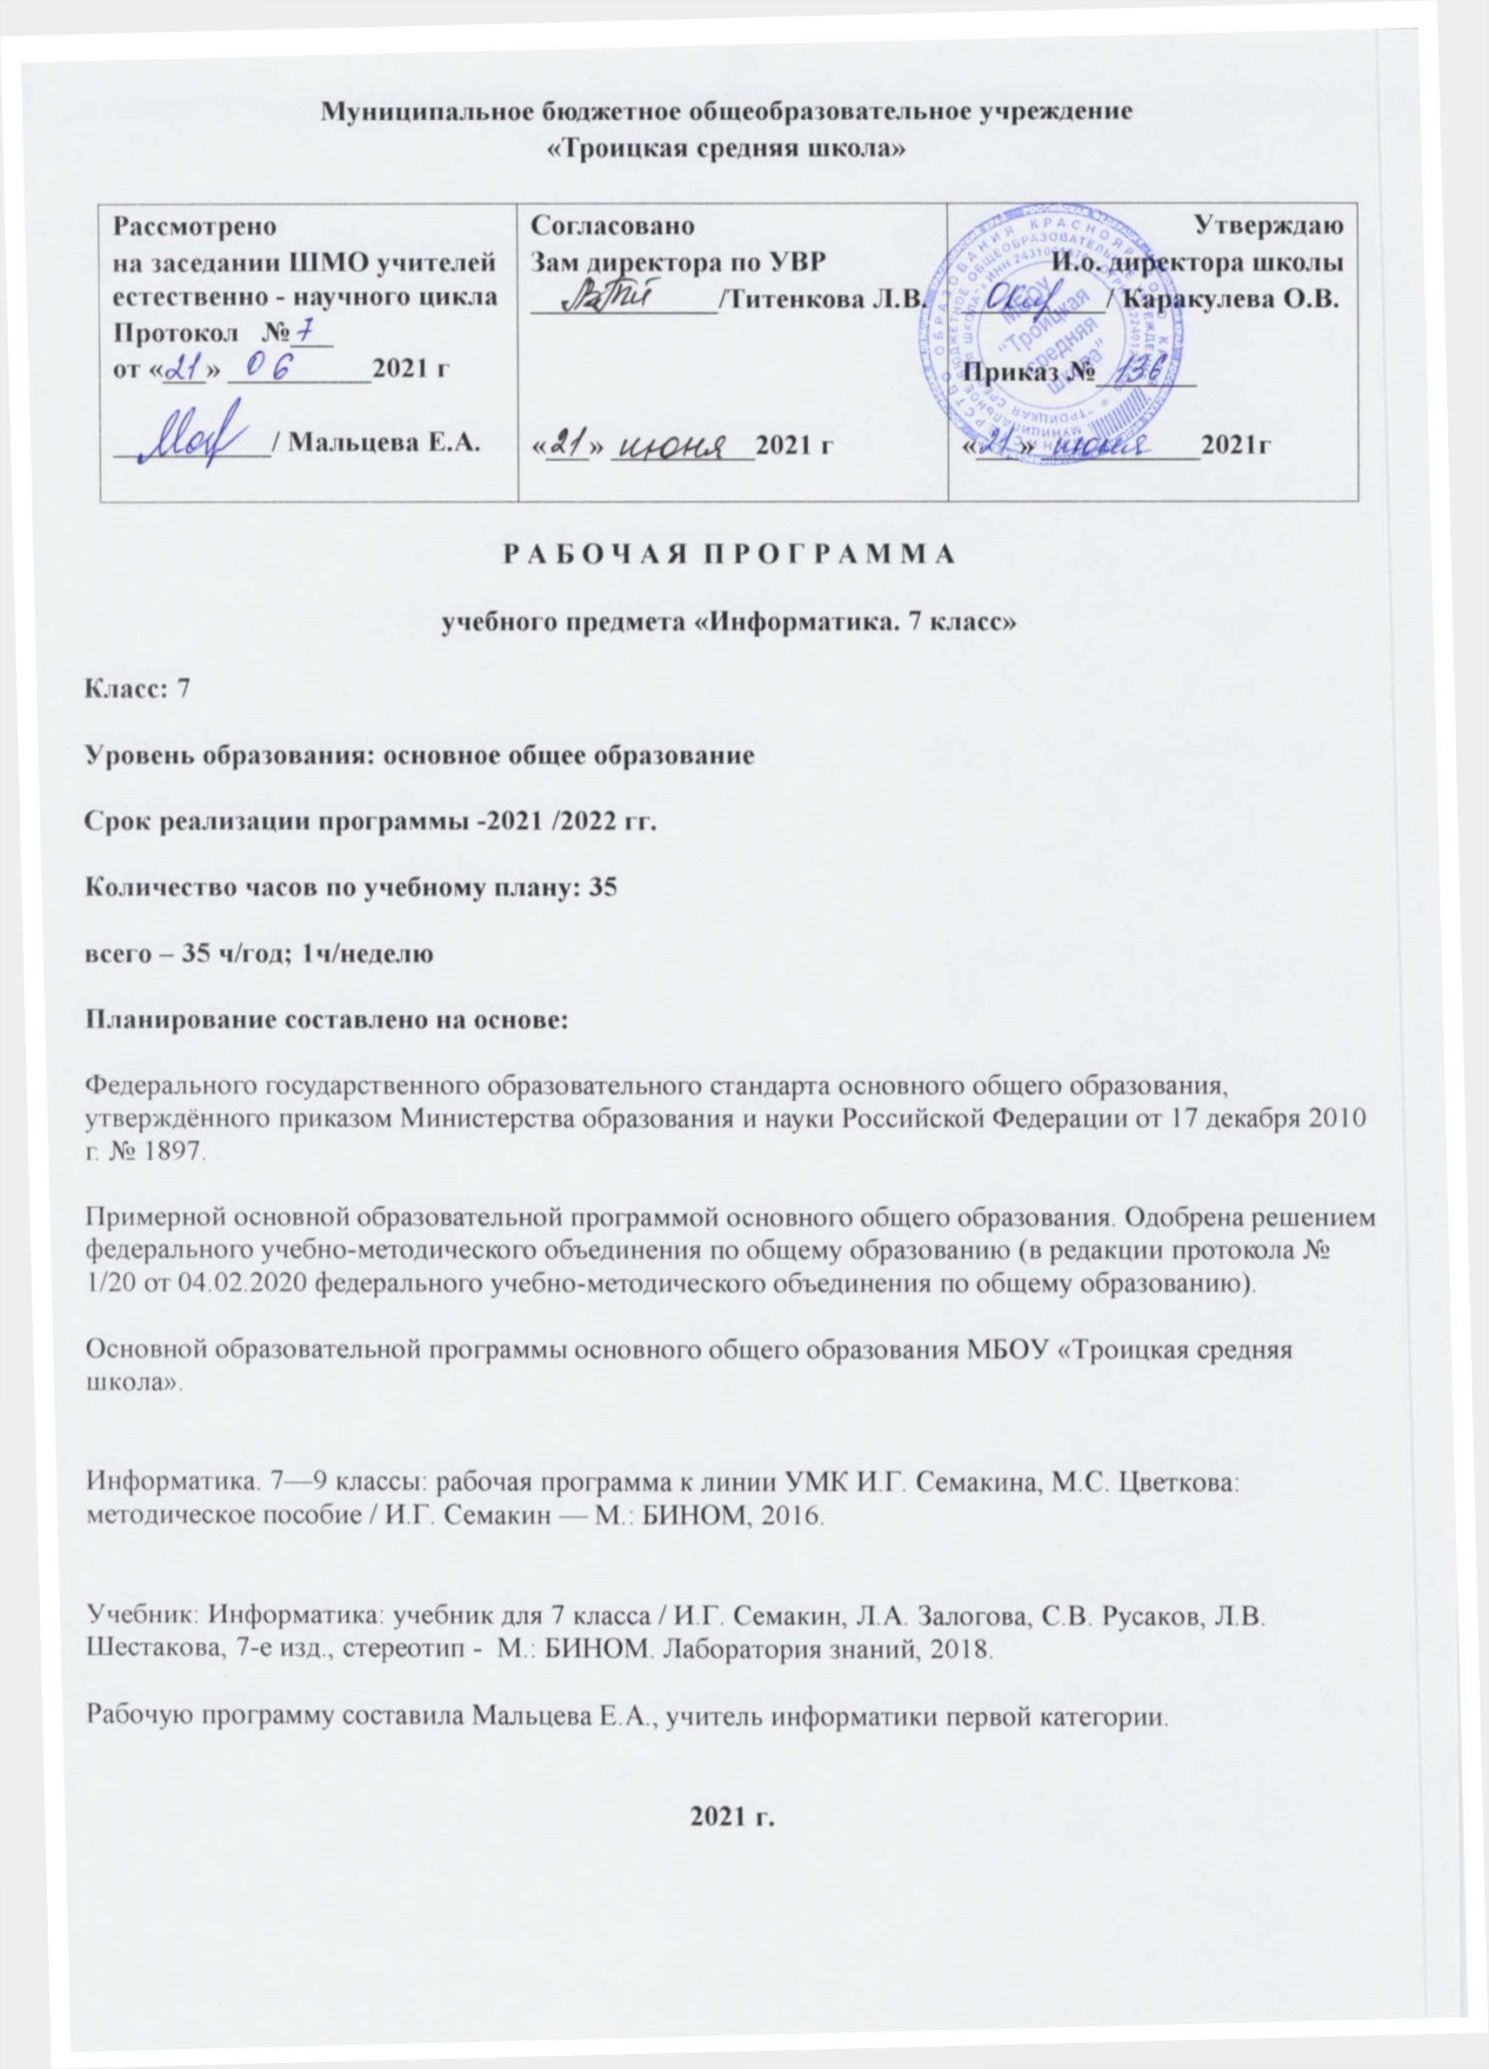 Муниципальное бюджетное общеобразовательное учреждение
«Троицкая средняя школа»
Рассмотрено
на заседании ШМО учителей
естественно - научного цикла
Протокол №7
от «21» 06 2021 г
/ Мальцева Е.А.
Согласовано
Зам директора по УВР
/Титенкова Л.В.
«21» июня 2021 г
Утверждаю
И.о. директора школы
/ Каракулева О.В.
Приказ № 136
«21» июня 2021г
МБОУ
"Троицкая
средняя
школа"
Р А Б О Ч А Я П Р О Г Р А М М А
учебного предмета «Информатика. 7 класс»
Класс: 7
Уровень образования: основное общее образование
Срок реализации программы -2021 /2022 гг.
Количество часов по учебному плану: 35
всего – 35 ч/год; 1ч/неделю
Планирование составлено на основе:
Федерального государственного образовательного стандарта основного общего образования,
утверждённого приказом Министерства образования и науки Российской Федерации от 17 декабря 2010
г. № 1897.
Примерной основной образовательной программой основного общего образования. Одобрена решением
федерального учебно-методического объединения по общему образованию (в редакции протокола №
1/20 от 04.02.2020 федерального учебно-методического объединения по общему образованию).
Основной образовательной программы основного общего образования МБОУ «Троицкая средняя
школа».
Информатика. 7—9 классы: рабочая программа к линии УМК И.Г. Семакина, М.С. Цветкова:
методическое пособие / И.Г. Семакин — М.: БИНОМ, 2016.
Учебник: Информатика: учебник для 7 класса / И.Г. Семакин, Л.А. Залогова, С.В. Русаков, Л.В.
Шестакова, 7-е изд., стереотип - М.: БИНОМ. Лаборатория знаний, 2018.
Рабочую программу составила Мальцева Е.А., учитель информатики первой категории.
2021 г.